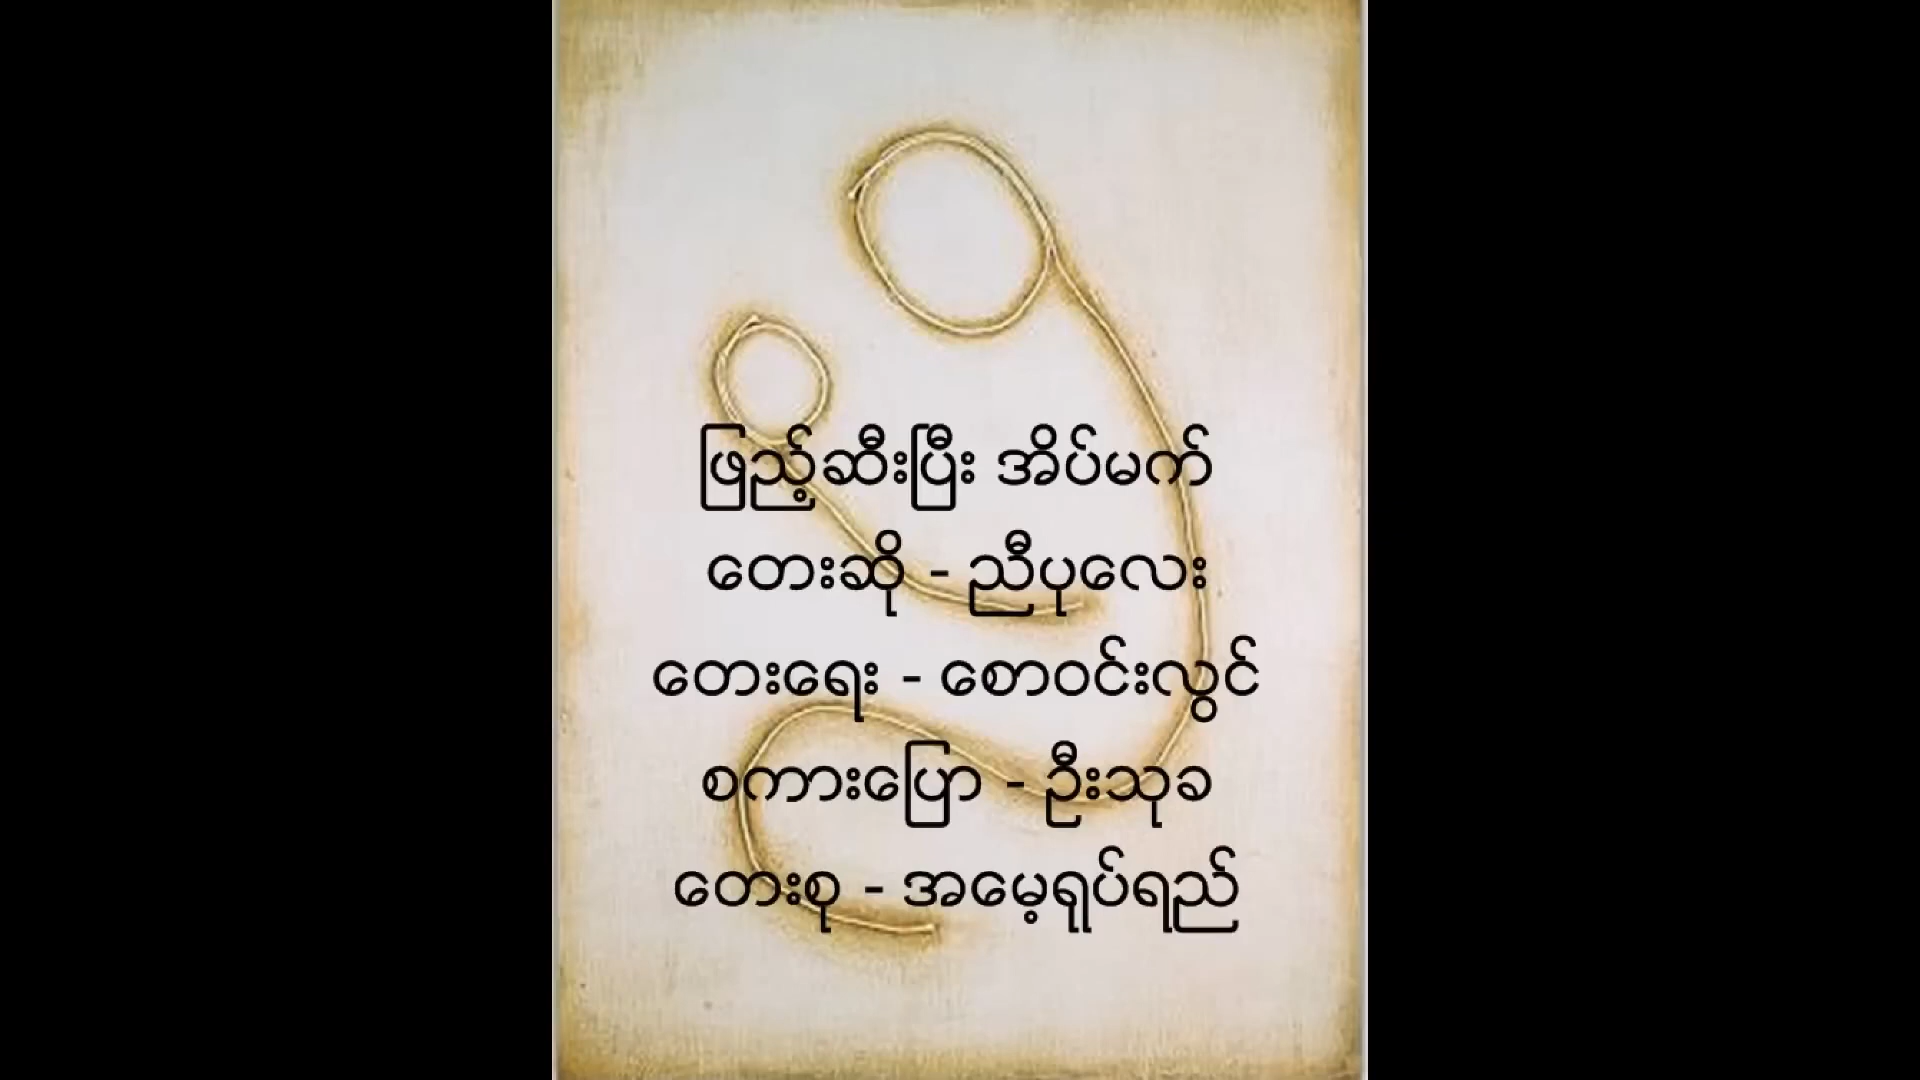 ဖြည့်ဆီးပြီး အိပ်မက်
တေးဆို - ညီပုလေး
တေးရေး - စောဝင်းလွင်
စကားပြော - ဦးသုခ
တေးစု - အမေ့ရုပ်ရည်